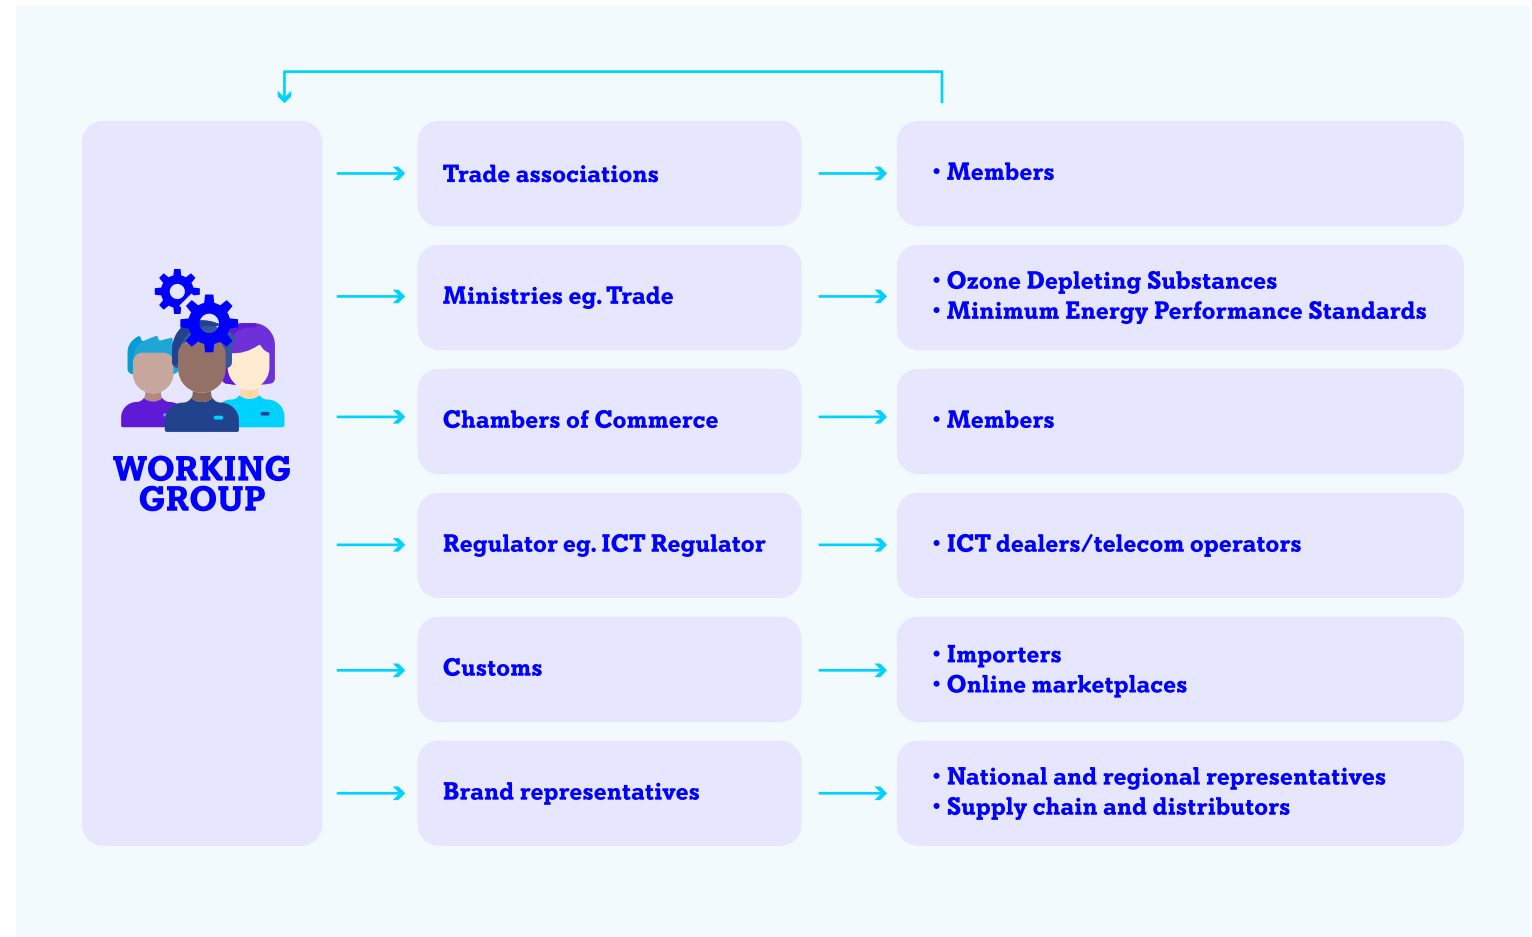 WORKING
GROUP
Trade associations
• Members
Ministries eg. Trade
• Ozone Depleting Substances
• Minimum Energy Performance Standards
Chambers of Commerce
• Members
Regulator eg. ICT Regulator
• ICT dealers/telecom operators
Customs
• Importers
• Online marketplaces
Brand representatives
• National and regional representatives
• Supply chain and distributors